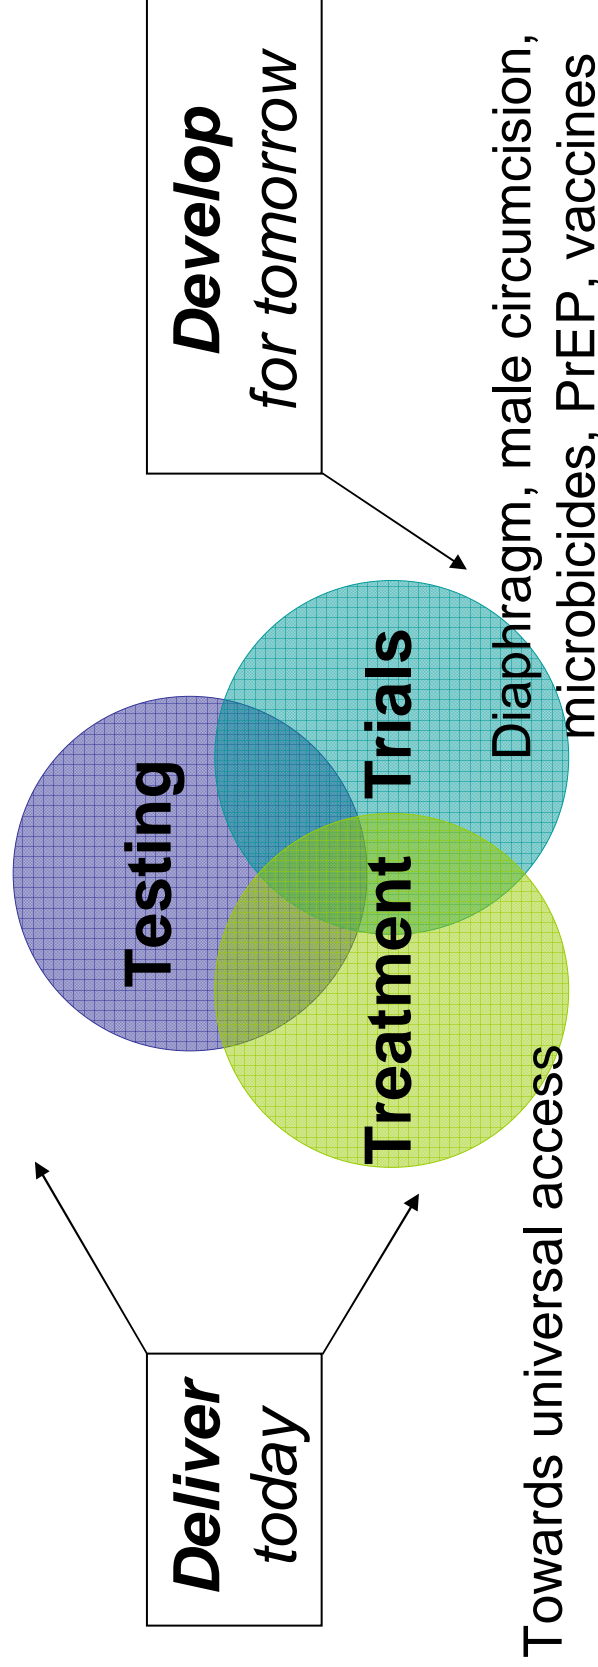 Deliver
today
Develop
for tomorrow
Testing
Treatment
Trials
Towards universal access
Diaphragm, male circumcision,
microbicides, PrEP, vaccines